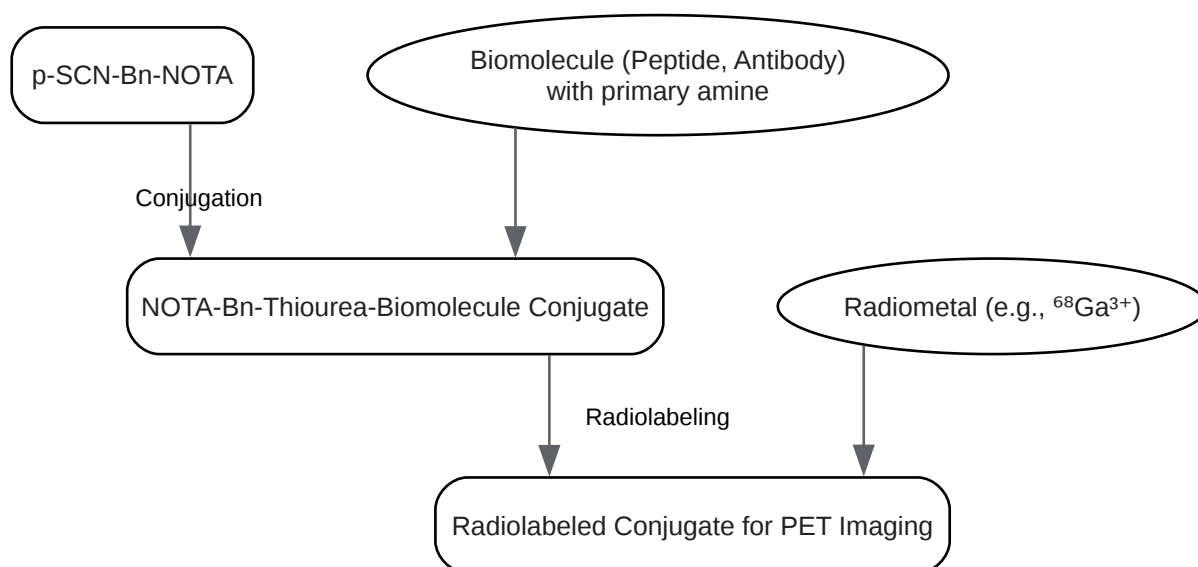 p-SCN-Bn-NOTA
Biomolecule (Peptide, Antibody)
with primary amine
Conjugation
NOTA-Bn-Thiourea-Biomolecule Conjugate
Radiometal (e.g., ⁶⁸Ga³⁺)
Radiolabeling
Radiolabeled Conjugate for PET Imaging